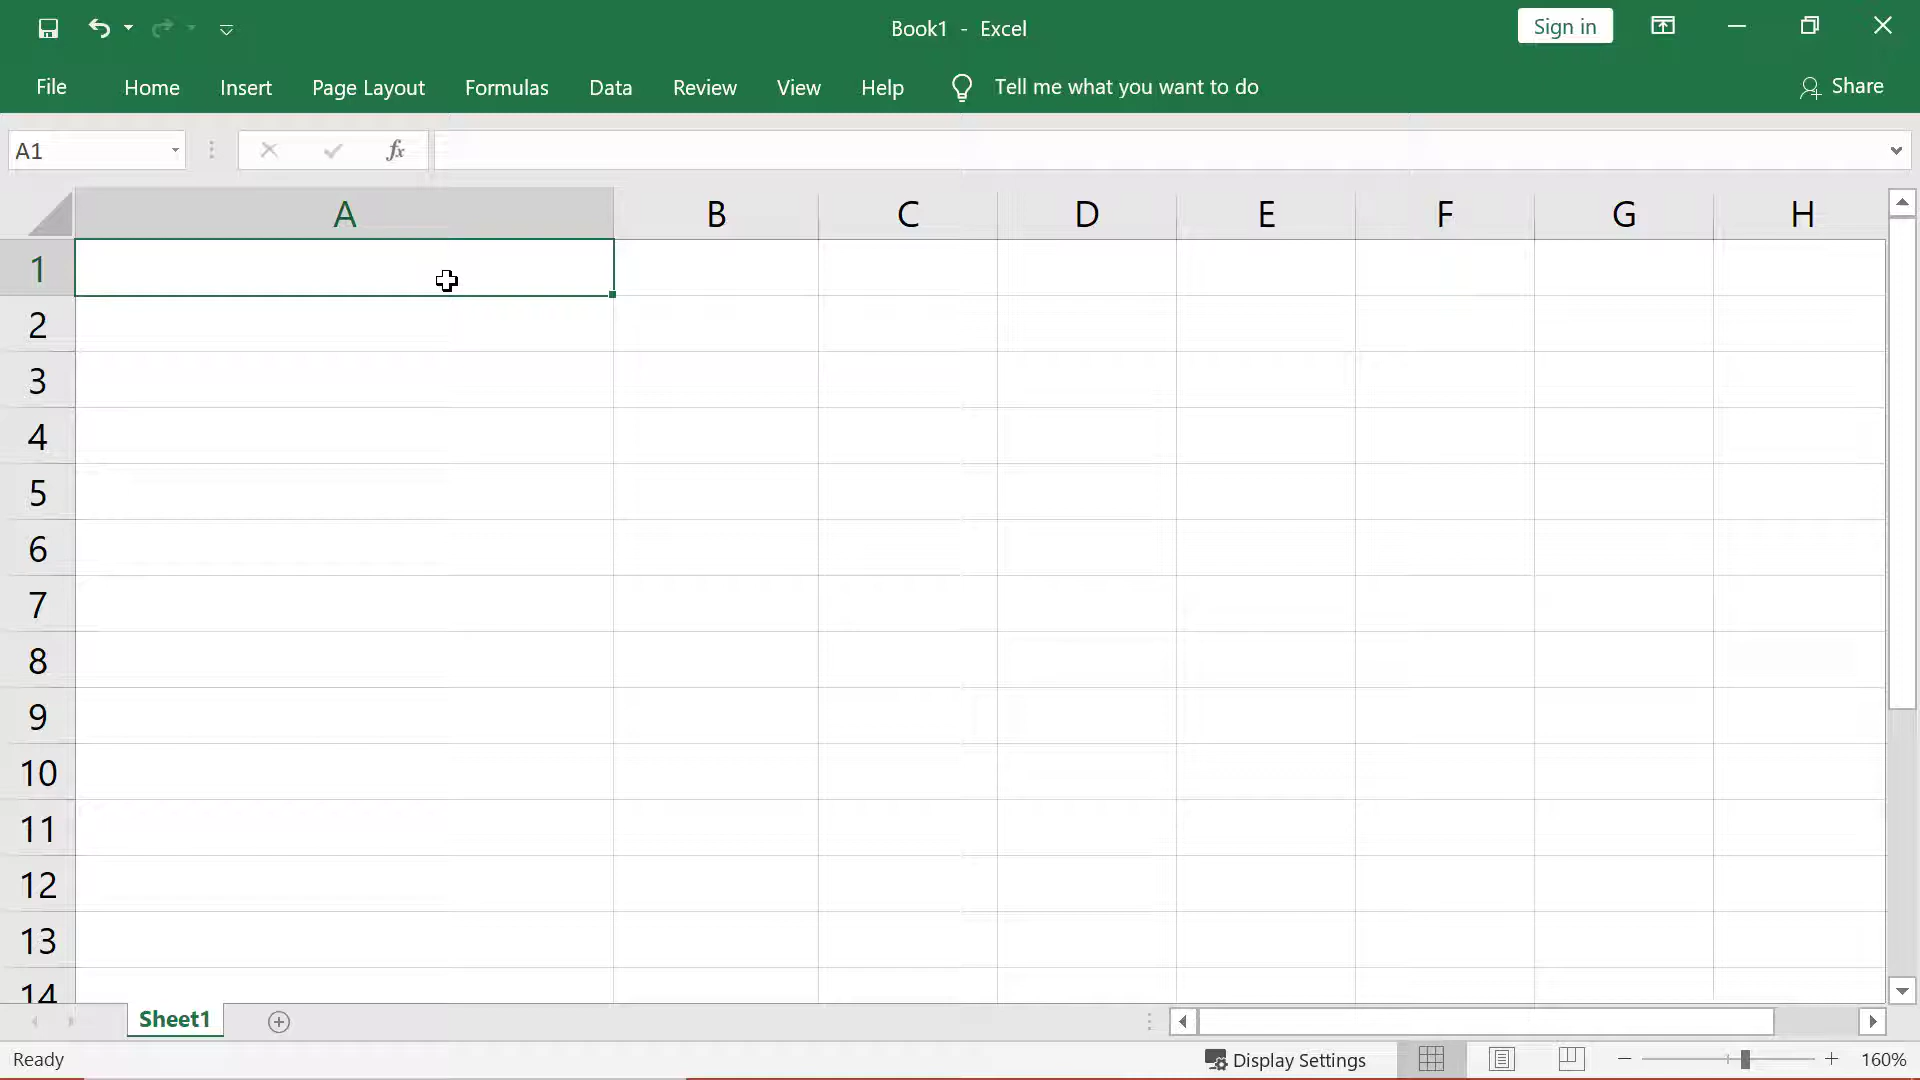 Book1 - Excel
Sign in
File Home Insert Page Layout Formulas Data Review View Help Tell me what you want to do Share
A1 fx
A B C D E F G H
1
2
3
4
5
6
7
8
9
10
11
12
13
14
Sheet1
Ready Display Settings 160%